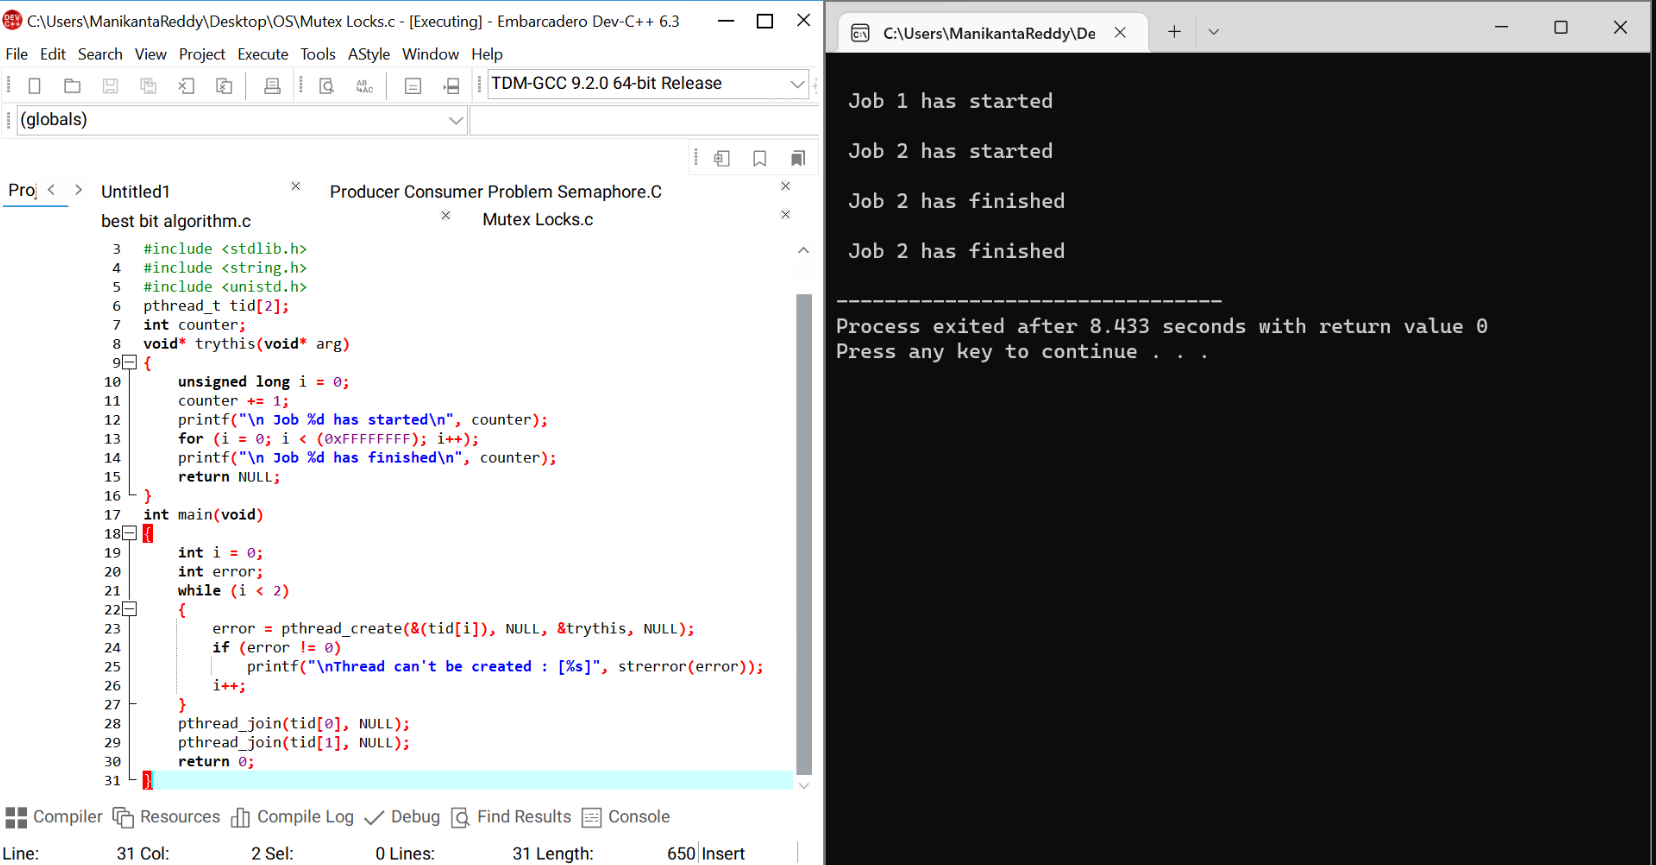 C:\Users\ManikantaReddy\Desktop\OS\Mutex Locks.c - [Executing] - Embarcadero Dev-C++ 6.3
File Edit Search View Project Execute Tools AStyle Window Help
TDM-GCC 9.2.0 64-bit Release
(globals)
Proj Untitled1 Producer Consumer Problem Semaphore.C
best bit algorithm.c Mutex Locks.c
3 #include <stdlib.h>
4 #include <string.h>
5 #include <unistd.h>
6 pthread_t tid[2];
7 int counter;
8 void* trythis(void* arg)
9 {
10 unsigned long i = 0;
11 counter += 1;
12 printf("\n Job %d has started\n", counter);
13 for (i = 0; i < (0xFFFFFFFF); i++);
14 printf("\n Job %d has finished\n", counter);
15 return NULL;
16 }
17 int main(void)
18 {
19 int i = 0;
20 int error;
21 while (i < 2)
22 {
23 error = pthread_create(&(tid[i]), NULL, &trythis, NULL);
24 if (error != 0)
25 printf("\nThread can't be created : [%s]", strerror(error));
26 i++;
27 }
28 pthread_join(tid[0], NULL);
29 pthread_join(tid[1], NULL);
30 return 0;
31 }
Compiler Resources Compile Log Debug Find Results Console
Line: 31 Col: 2 Sel: 0 Lines: 31 Length: 650 Insert
C:\Users\ManikantaReddy\De
Job 1 has started
Job 2 has started
Job 2 has finished
Job 2 has finished
--------------------------------
Process exited after 8.433 seconds with return value 0
Press any key to continue . . .